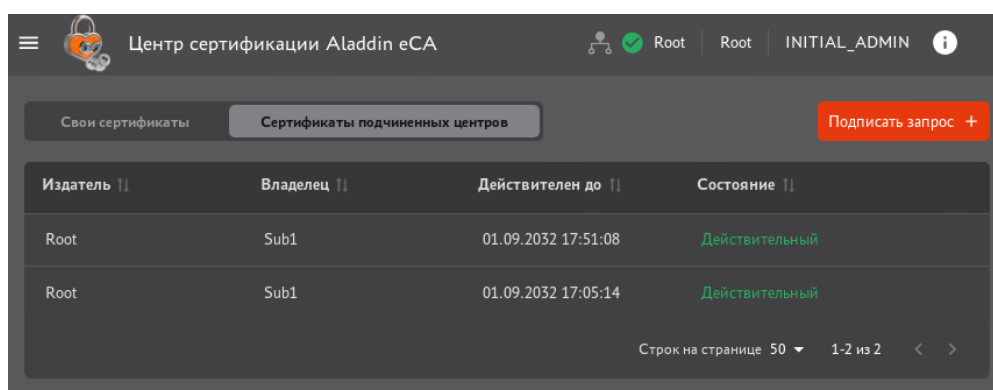 Центр сертификации Aladdin eCA Root Root INITIAL_ADMIN i
Свои сертификаты Сертификаты подчиненных центров Подписать запрос +
Издатель Владелец Действителен до Состояние
Root Sub1 01.09.2032 17:51:08 Действительный
Root Sub1 01.09.2032 17:05:14 Действительный
Строк на странице 50 1-2 из 2